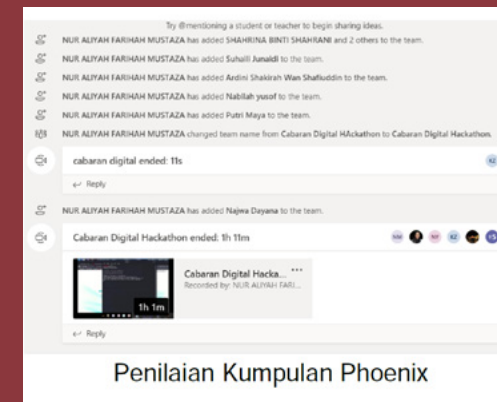 Try @mentioning a student or teacher to begin sharing ideas.
NUR ALIYAH FARIHAH MUSTAZA has added SHAHRINA BINTI SHAHRANI and 2 others to the team.
NUR ALIYAH FARIHAH MUSTAZA has added Suhaili Junaidi to the team.
NUR ALIYAH FARIHAH MUSTAZA has added Ardini Shakirah Wan Shafiuddin to the team.
NUR ALIYAH FARIHAH MUSTAZA has added Nabilah yusof to the team.
NUR ALIYAH FARIHAH MUSTAZA has added Putri Maya to the team.
NUR ALIYAH FARIHAH MUSTAZA changed team name from Cabaran Digital HAckathon to Cabaran Digital Hackathon.
cabaran digital ended: 11s
KZ
Reply
NUR ALIYAH FARIHAH MUSTAZA has added Najwa Dayana to the team.
Cabaran Digital Hackathon ended: 1h 11m
NM NY KZ +5
Cabaran Digital Hacka... ...
Recorded by: NUR ALIYAH FARI...
1h 1m
Reply
Penilaian Kumpulan Phoenix